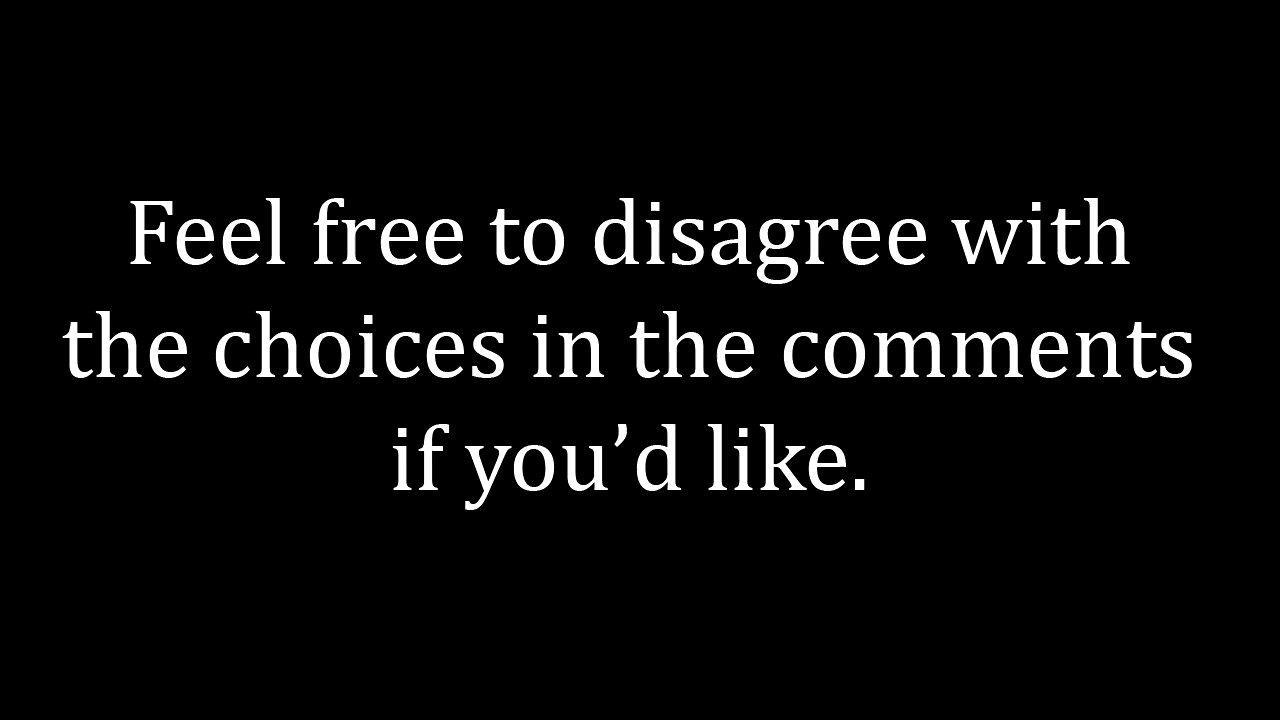 Feel free to disagree with
the choices in the comments
if you’d like.